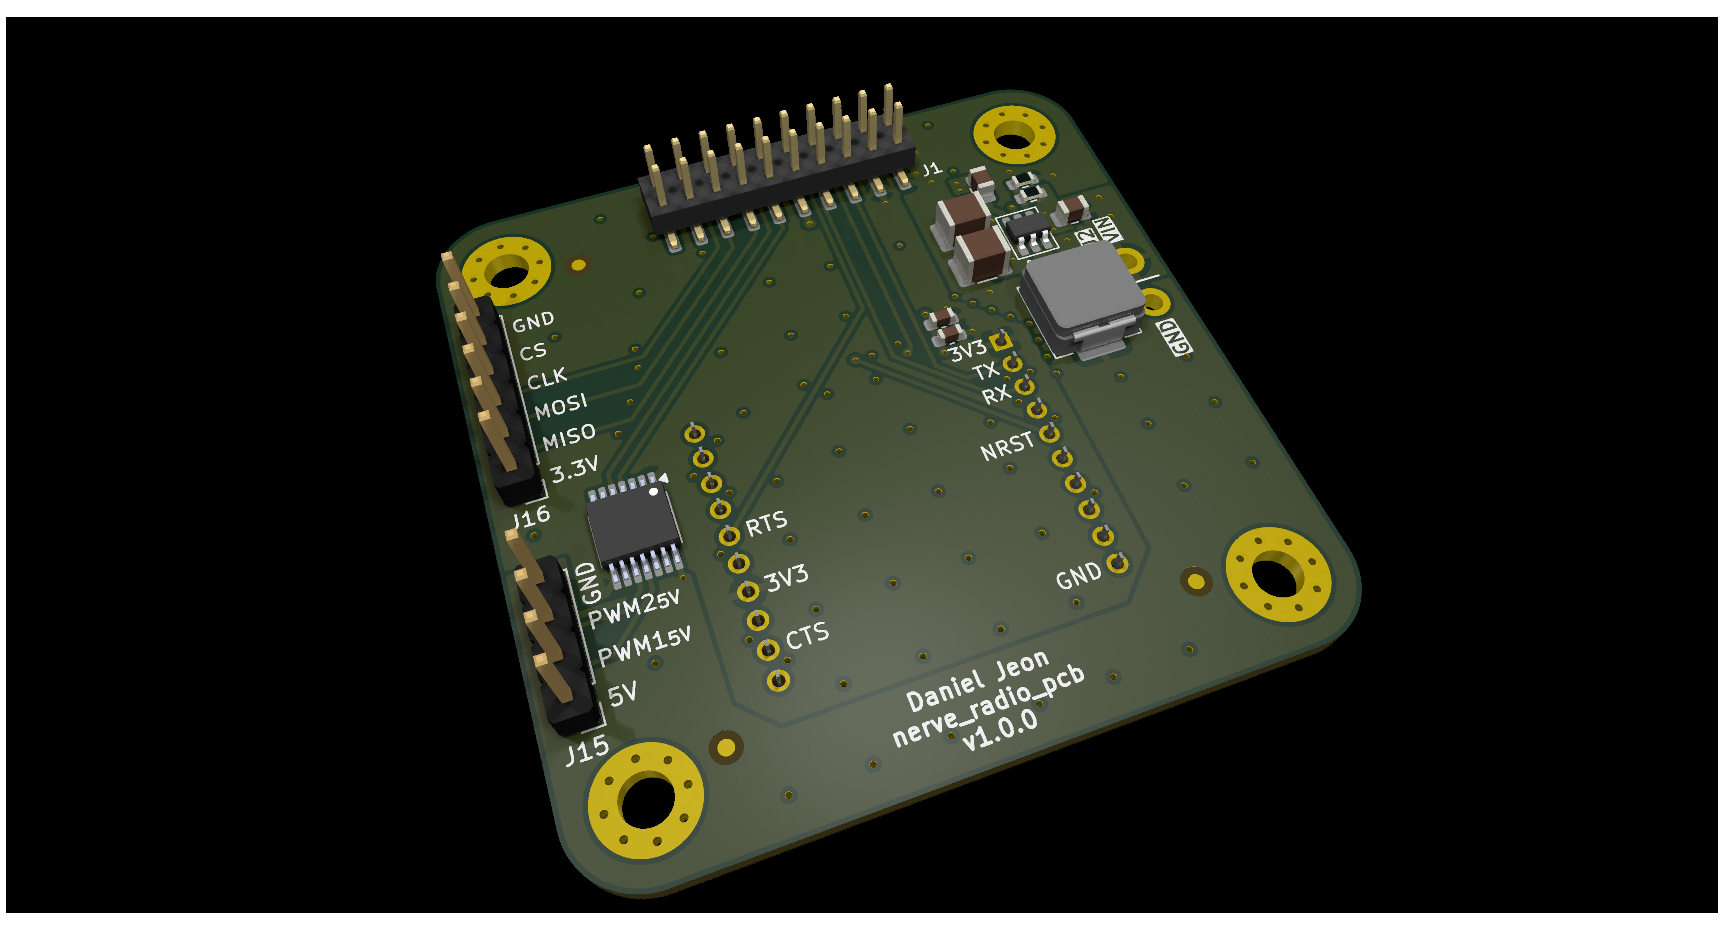 J1
VIN
J2
GND
GND
CS
CLK
MOSI
MISO
3.3V
J16
3V3
TX
RX
NRST
GND
RTS
3V3
CTS
GND
PWM25V
PWM15V
5V
J15
Daniel Jeon
nerve_radio_pcb
v1.0.0